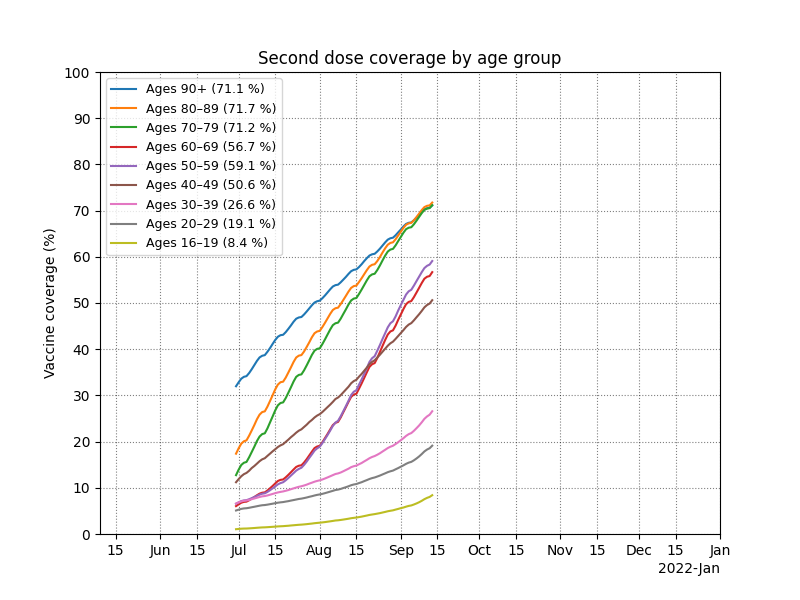 Second dose coverage by age group
Vaccine coverage (%)
100
90
80
70
60
50
40
30
20
10
0
Ages 90+ (71.1 %)
Ages 80–89 (71.7 %)
Ages 70–79 (71.2 %)
Ages 60–69 (56.7 %)
Ages 50–59 (59.1 %)
Ages 40–49 (50.6 %)
Ages 30–39 (26.6 %)
Ages 20–29 (19.1 %)
Ages 16–19 (8.4 %)
15 Jun 15 Jul 15 Aug 15 Sep 15 Oct 15 Nov 15 Dec 15 Jan
2022-Jan